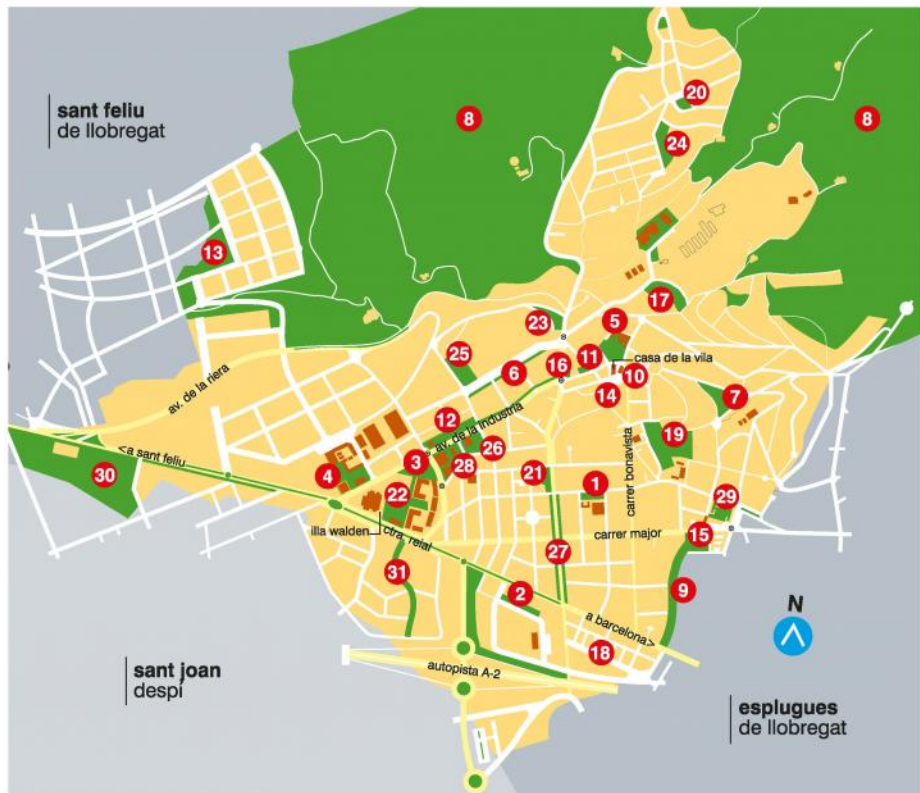 sant feliu
de llobregat
8
20
8
24
13
17
5
23
casa de la vila
11
16
25
6
10
14
7
av. de la riera
12
av. de la industria
19
26
carrer bonavista
<a sant feliu
3
28
30
4
21
1
22
29
illa walden
ctra. reial
carrer major
15
27
31
9
2
a barcelona>
N
18
autopista A-2
sant joan
despí
esplugues
de llobregat